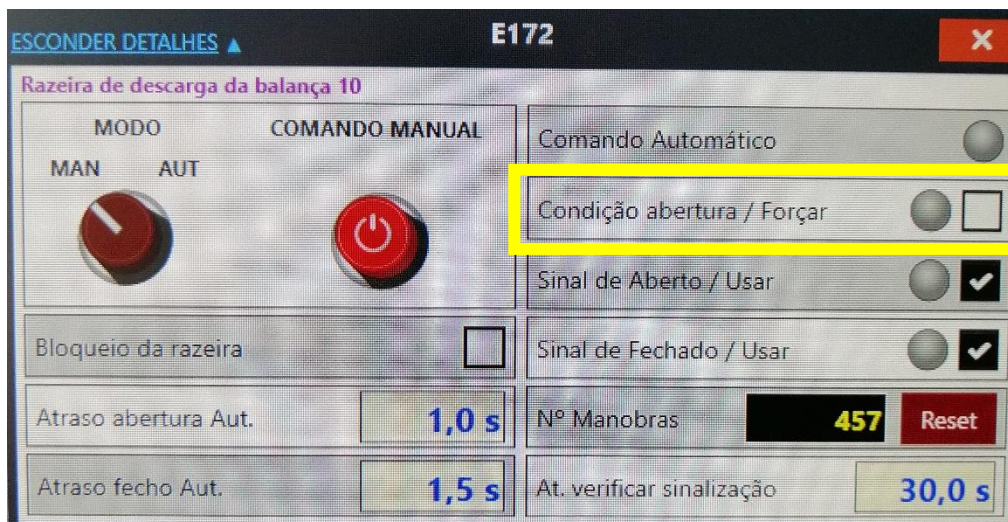 E172
ESCONDER DETALHES ▲
X
Razeira de descarga da balança 10
MODO
COMANDO MANUAL
MAN AUT
Comando Automático
Condição abertura / Forçar
Sinal de Aberto / Usar
Bloqueio da razeira
Sinal de Fechado / Usar
Atraso abertura Aut. 1,0 s
Nº Manobras 457 Reset
Atraso fecho Aut. 1,5 s
At. verificar sinalização 30,0 s